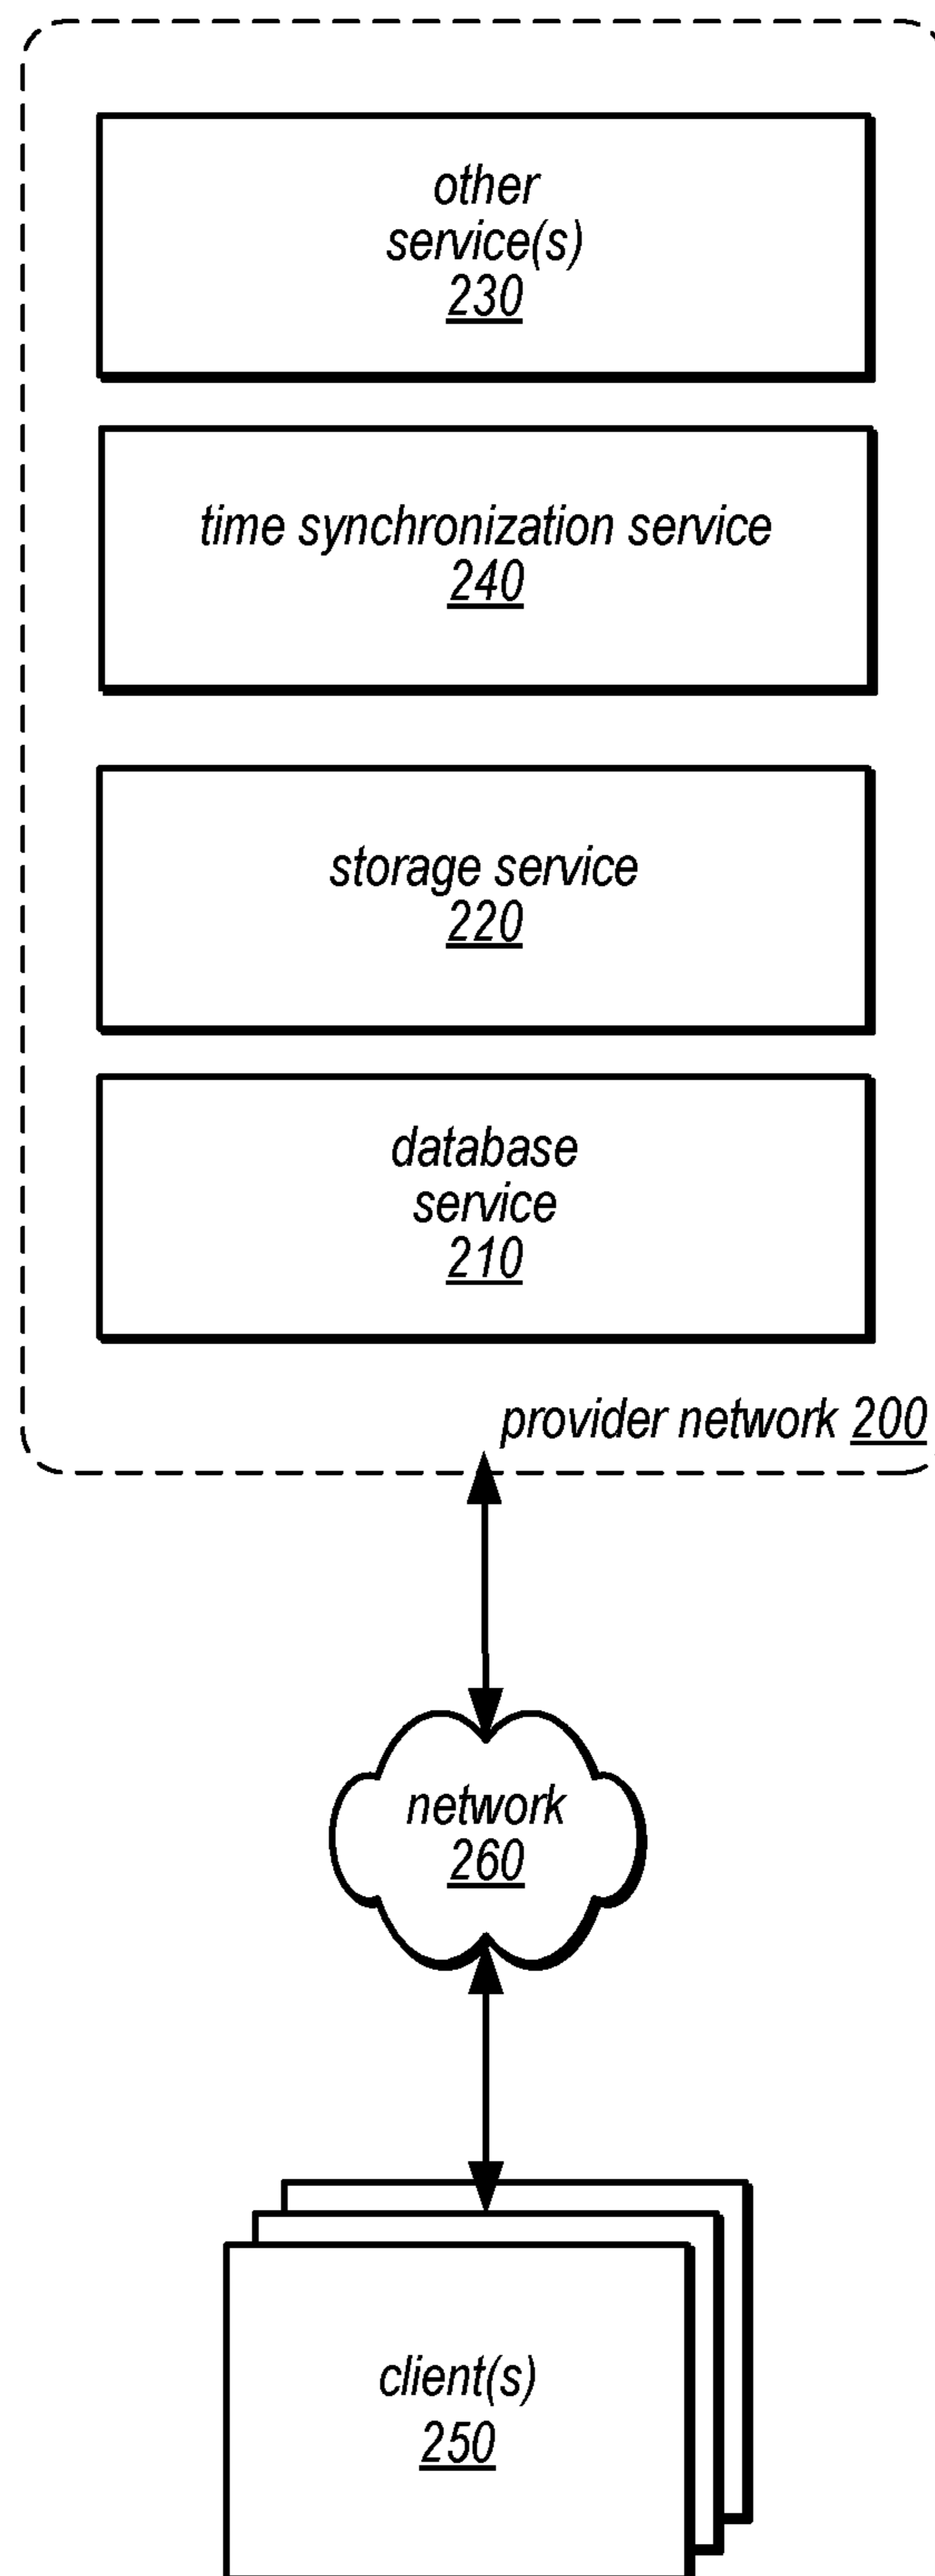 other
service(s)
230
time synchronization service
240
storage service
220
database
service
210
provider network 200
network
260
client(s)
250